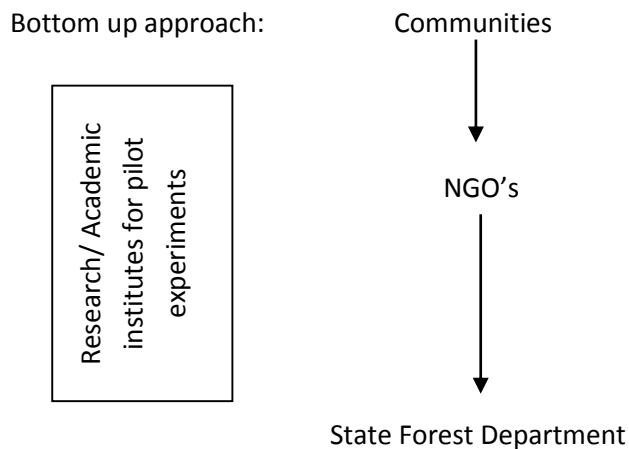 Bottom up approach:
Communities
Research/ Academic
institutes for pilot
experiments
NGO’s
State Forest Department